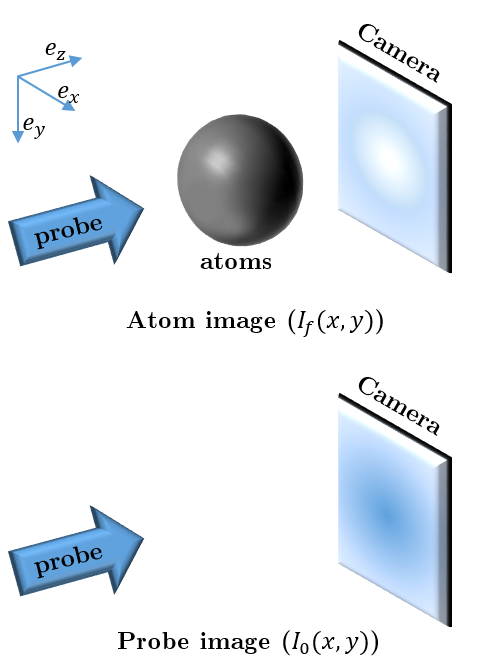 Camera
e_z
e_x
e_y
probe
atoms
Atom image (I_f(x, y))
Camera
probe
Probe image (I_0(x, y))